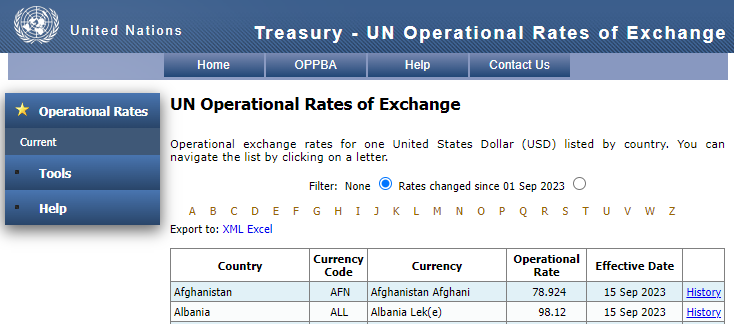 United Nations
Treasury - UN Operational Rates of Exchange
Home OPPBA Help Contact Us
Operational Rates
Current
Tools
Help
UN Operational Rates of Exchange
Operational exchange rates for one United States Dollar (USD) listed by country. You can
navigate the list by clicking on a letter.
Filter: None Rates changed since 01 Sep 2023
A B C D E F G H I J K L M N O P Q R S T U V W Z
Export to: XML Excel
Country Currency Code Currency Operational Rate Effective Date
Afghanistan AFN Afghanistan Afghani 78.924 15 Sep 2023 History
Albania ALL Albania Lek(e) 98.12 15 Sep 2023 History